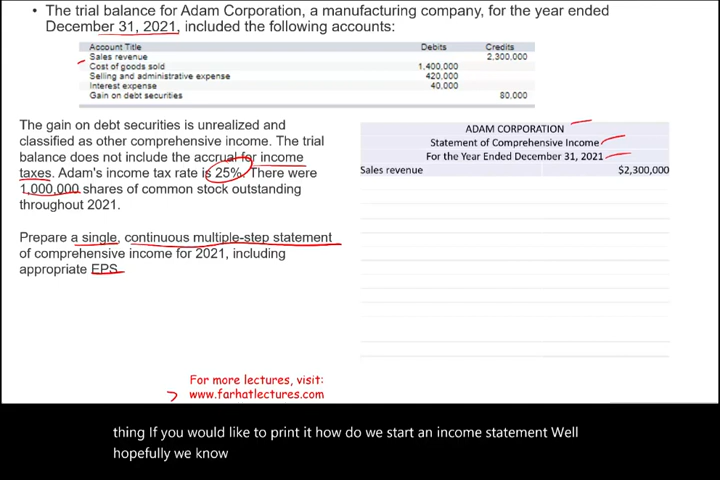 • The trial balance for Adam Corporation, a manufacturing company, for the year ended
December 31, 2021, included the following accounts:
Account Title Debits Credits
Sales revenue 2,300,000
Cost of goods sold 1,400,000
Selling and administrative expense 420,000
Interest expense 40,000
Gain on debt securities 80,000
The gain on debt securities is unrealized and
classified as other comprehensive income. The trial
balance does not include the accrual for income
taxes. Adam's income tax rate is 25%. There were
1,000,000 shares of common stock outstanding
throughout 2021.
Prepare a single, continuous multiple-step statement
of comprehensive income for 2021, including
appropriate EPS.
ADAM CORPORATION
Statement of Comprehensive Income
For the Year Ended December 31, 2021
Sales revenue $2,300,000
For more lectures, visit:
www.farhatlectures.com
thing If you would like to print it how do we start an income statement Well
hopefully we know